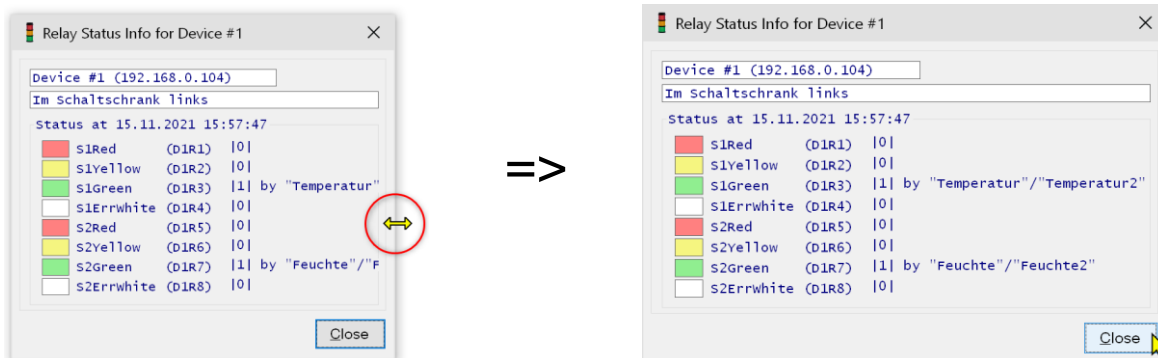 Relay Status Info for Device #1
Device #1 (192.168.0.104)
Im Schaltschrank links
Status at 15.11.2021 15:57:47
S1Red (D1R1) |0|
S1Yellow (D1R2) |0|
S1Green (D1R3) |1| by "Temperatur"
S1ErrWhite (D1R4) |0|
S2Red (D1R5) |0|
S2Yellow (D1R6) |0|
S2Green (D1R7) |1| by "Feuchte"/"F
S2ErrWhite (D1R8) |0|
Close
=>
Relay Status Info for Device #1
Device #1 (192.168.0.104)
Im Schaltschrank links
Status at 15.11.2021 15:57:47
S1Red (D1R1) |0|
S1Yellow (D1R2) |0|
S1Green (D1R3) |1| by "Temperatur"/"Temperatur2"
S1ErrWhite (D1R4) |0|
S2Red (D1R5) |0|
S2Yellow (D1R6) |0|
S2Green (D1R7) |1| by "Feuchte"/"Feuchte2"
S2ErrWhite (D1R8) |0|
Close